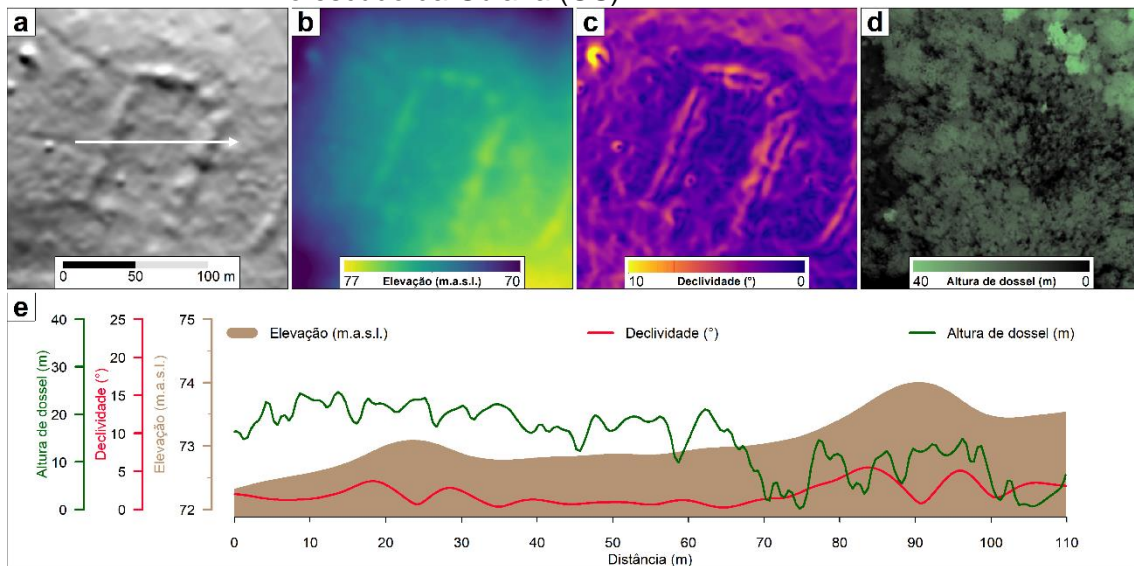 a
b
c
d
0 50 100 m
77 Elevação (m.a.s.l.) 70
10 Declividade (°) 0
40 Altura de dossel (m) 0
e
Elevação (m.a.s.l.)
Declividade (°)
Altura de dossel (m)
Altura de dossel (m)
40
30
20
10
0
Declividade (°)
25
20
15
10
5
0
Elevação (m.a.s.l.)
75
74
73
72
0 10 20 30 40 50 60 70 80 90 100 110
Distância (m)